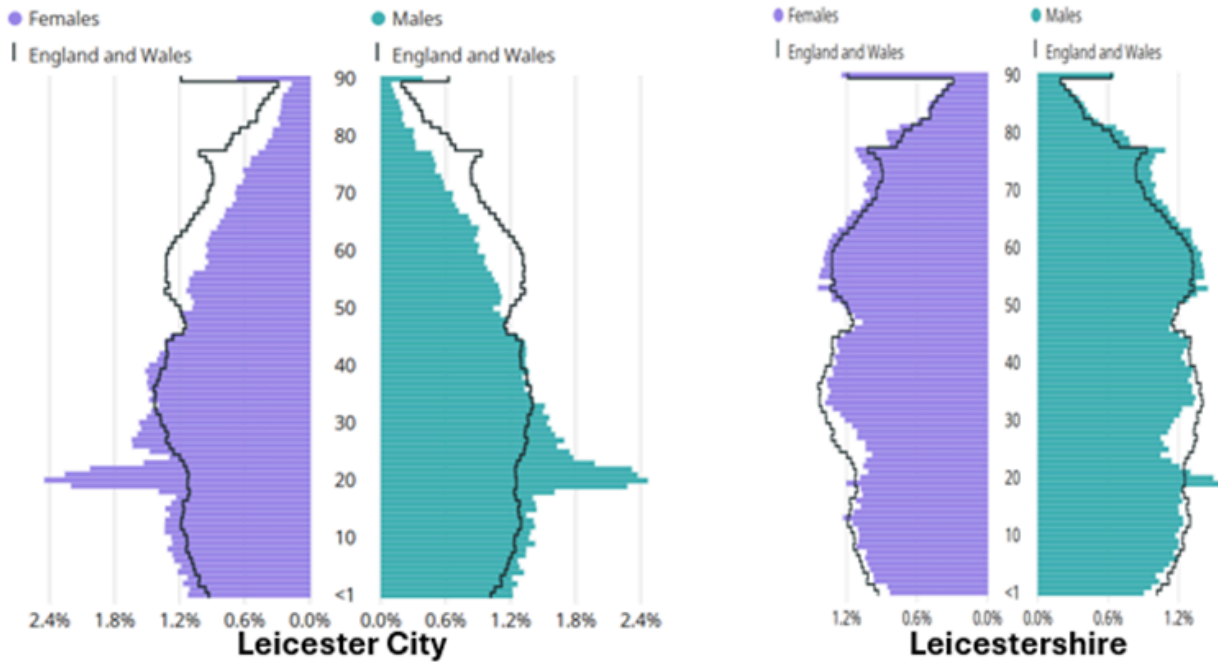 Females Males
England and Wales England and Wales
90
80
70
60
50
40
30
20
10
<1
2.4% 1.8% 1.2% 0.6% 0.0% 0.0% 0.6% 1.2% 1.8% 2.4%
Leicester City
Females Males
England and Wales England and Wales
90
80
70
60
50
40
30
20
10
<1
1.2% 0.6% 0.0% 0.0% 0.6% 1.2%
Leicestershire